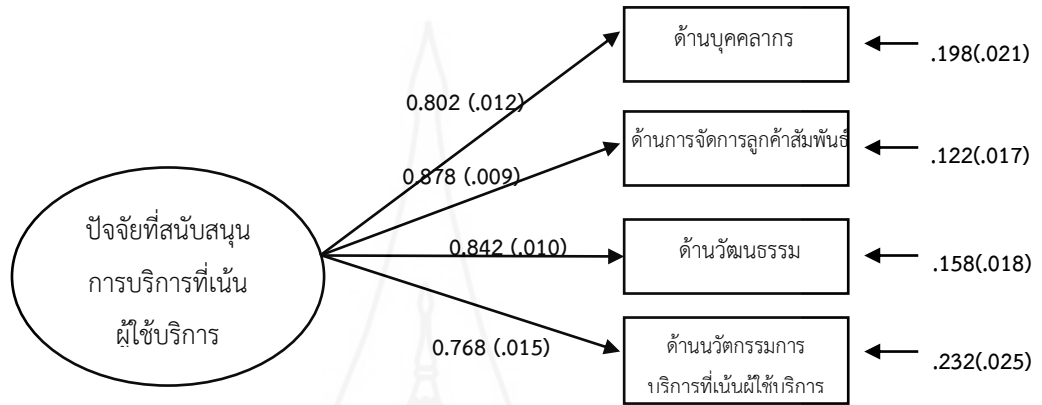 ด้านบุคคลากร
.198(.021)
0.802 (.012)
ด้านการจัดการลูกค้าสัมพันธ์
.122(.017)
0.878 (.009)
ปัจจัยที่สนับสนุน
การบริการที่เน้น
ผู้ใช้บริการ
0.842 (.010)
ด้านวัฒนธรรม
.158(.018)
0.768 (.015)
ด้านนวัตกรรมการ
บริการที่เน้นผู้ใช้บริการ
.232(.025)